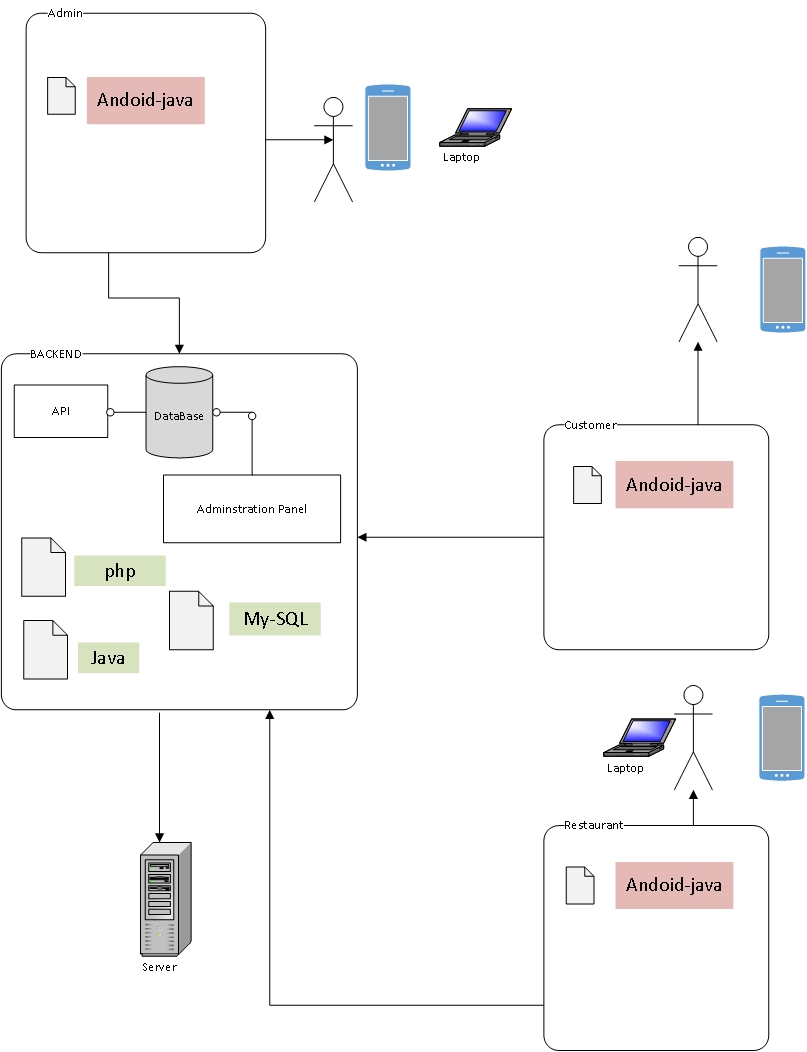 Admin
Andoid-java
Laptop
BACKEND
API
DataBase
Adminstration Panel
php
My-SQL
Java
Customer
Andoid-java
Laptop
Restaurant
Andoid-java
Server